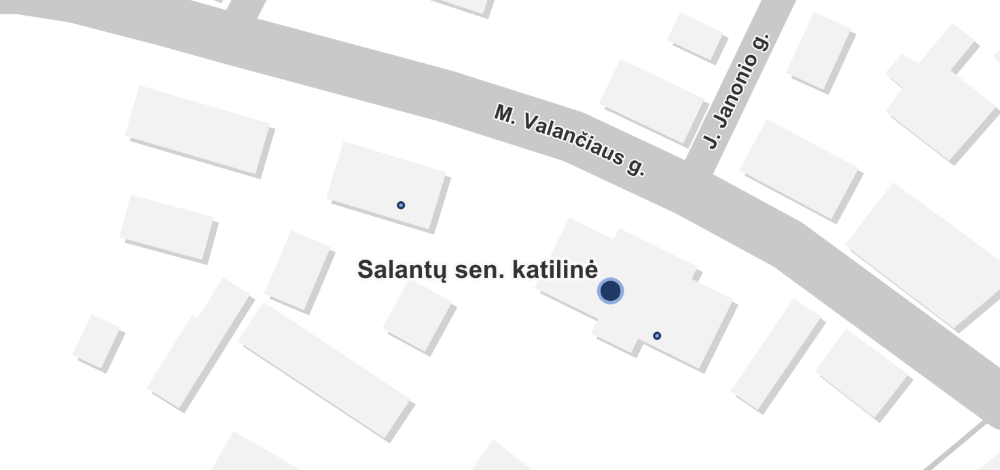 M. Valančiaus g.
J. Janonio g.
Salantų sen. katilinė